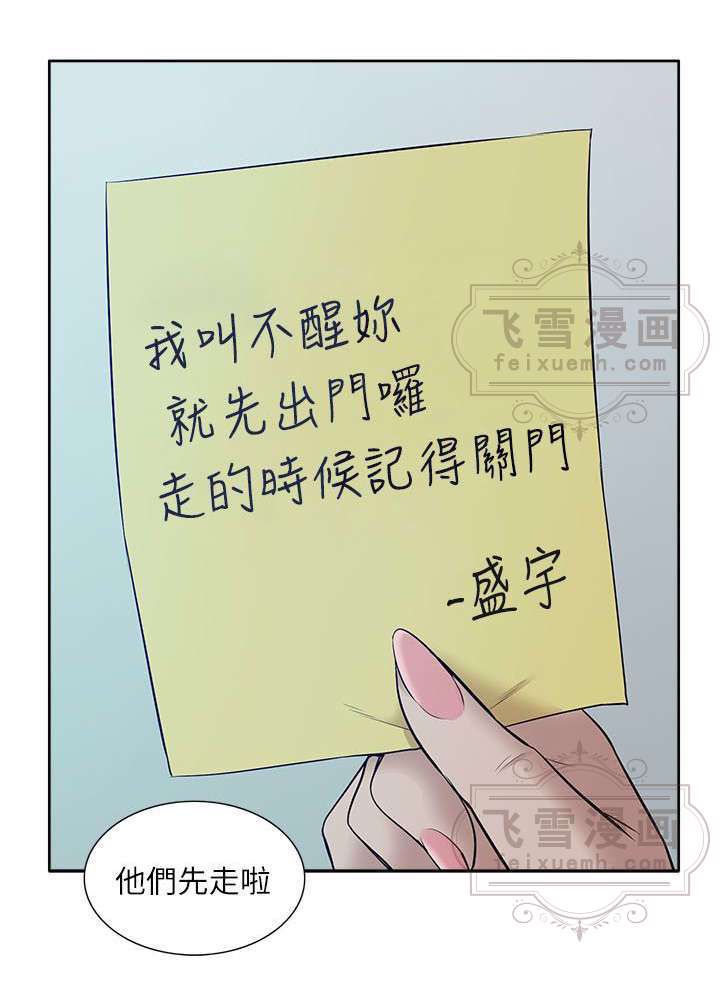 飞雪漫画
feixuemh.com
我叫不醒妳
就先出門囉
走的時候記得關門
-盛宇
飞雪漫画
feixuemh.com
他們先走啦